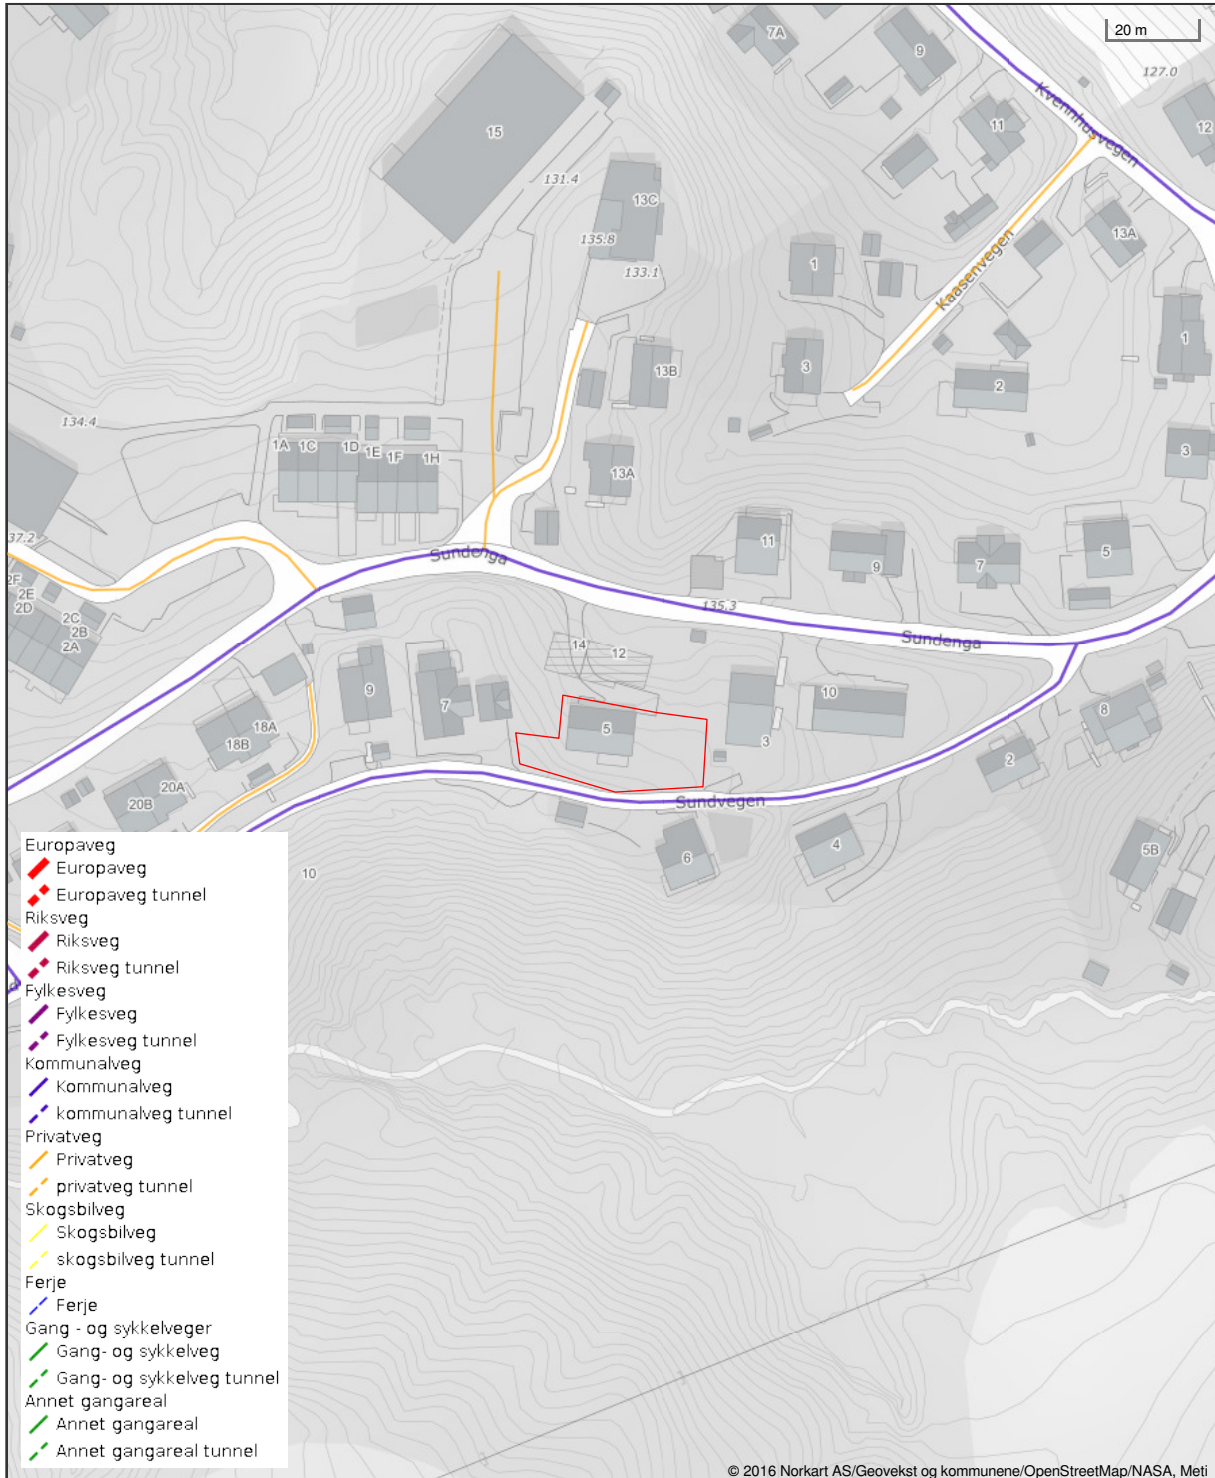 20 m
7A
9
127.0
Kvennhusvegen
15
11
12
131.4
13C
13A
135.8
133.1
1
Kaasenvegen
1
3
13B
2
134.4
1A
1C
1D
1E
1F
1H
13A
3
37.2
Sundenga
11
9
7
5
2F
2E
2D
2C
2B
2A
135.3
Sundenga
14
12
9
7
5
3
10
8
18A
18B
2
20A
20B
Sundvegen
6
4
5B
10
Europaveg
Europaveg
Europaveg tunnel
Riksveg
Riksveg
Riksveg tunnel
Fylkesveg
Fylkesveg
Fylkesveg tunnel
Kommunalveg
Kommunalveg
kommunalveg tunnel
Privatveg
Privatveg
privatveg tunnel
Skogsbilveg
Skogsbilveg
skogsbilveg tunnel
Ferje
Ferje
Gang - og sykkelveger
Gang- og sykkelveg
Gang- og sykkelveg tunnel
Annet gangareal
Annet gangareal
Annet gangareal tunnel
© 2016 Norkart AS/Geovekst og kommunene/OpenStreetMap/NASA, Meti